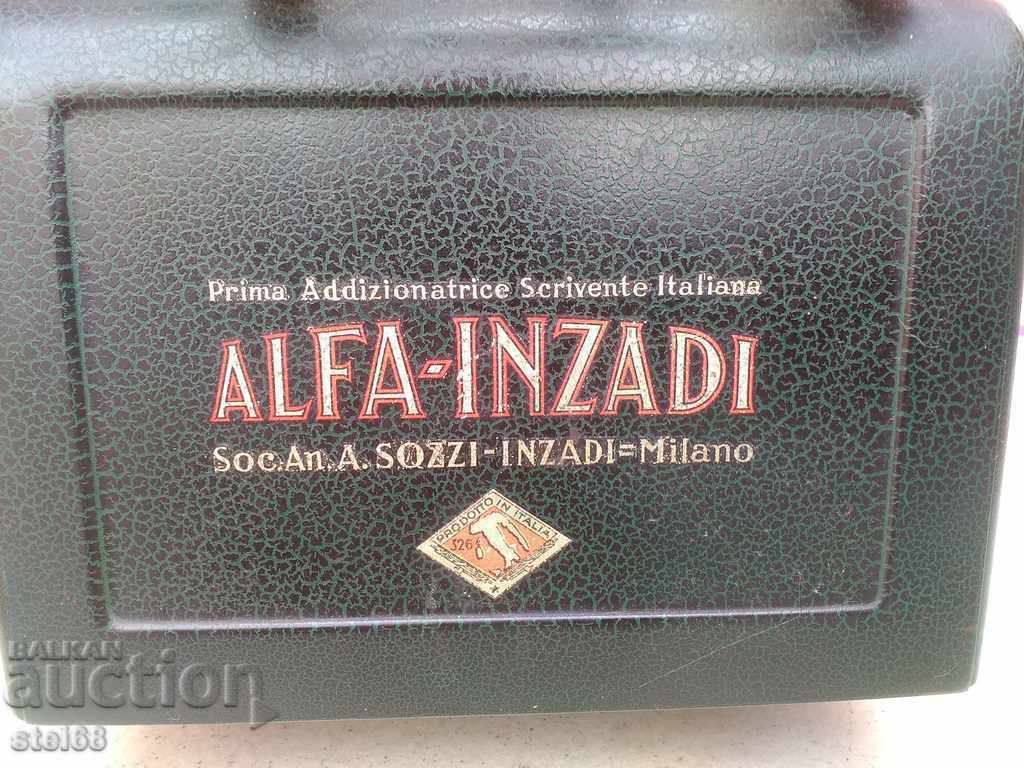 Prima Addizionatrice Scrivente Italiana
ALFA-INZADI
Soc.An.A. SOZZI-INZADI=Milano
PRODOTTO IN ITALIA
BALKAN
auction
stel68